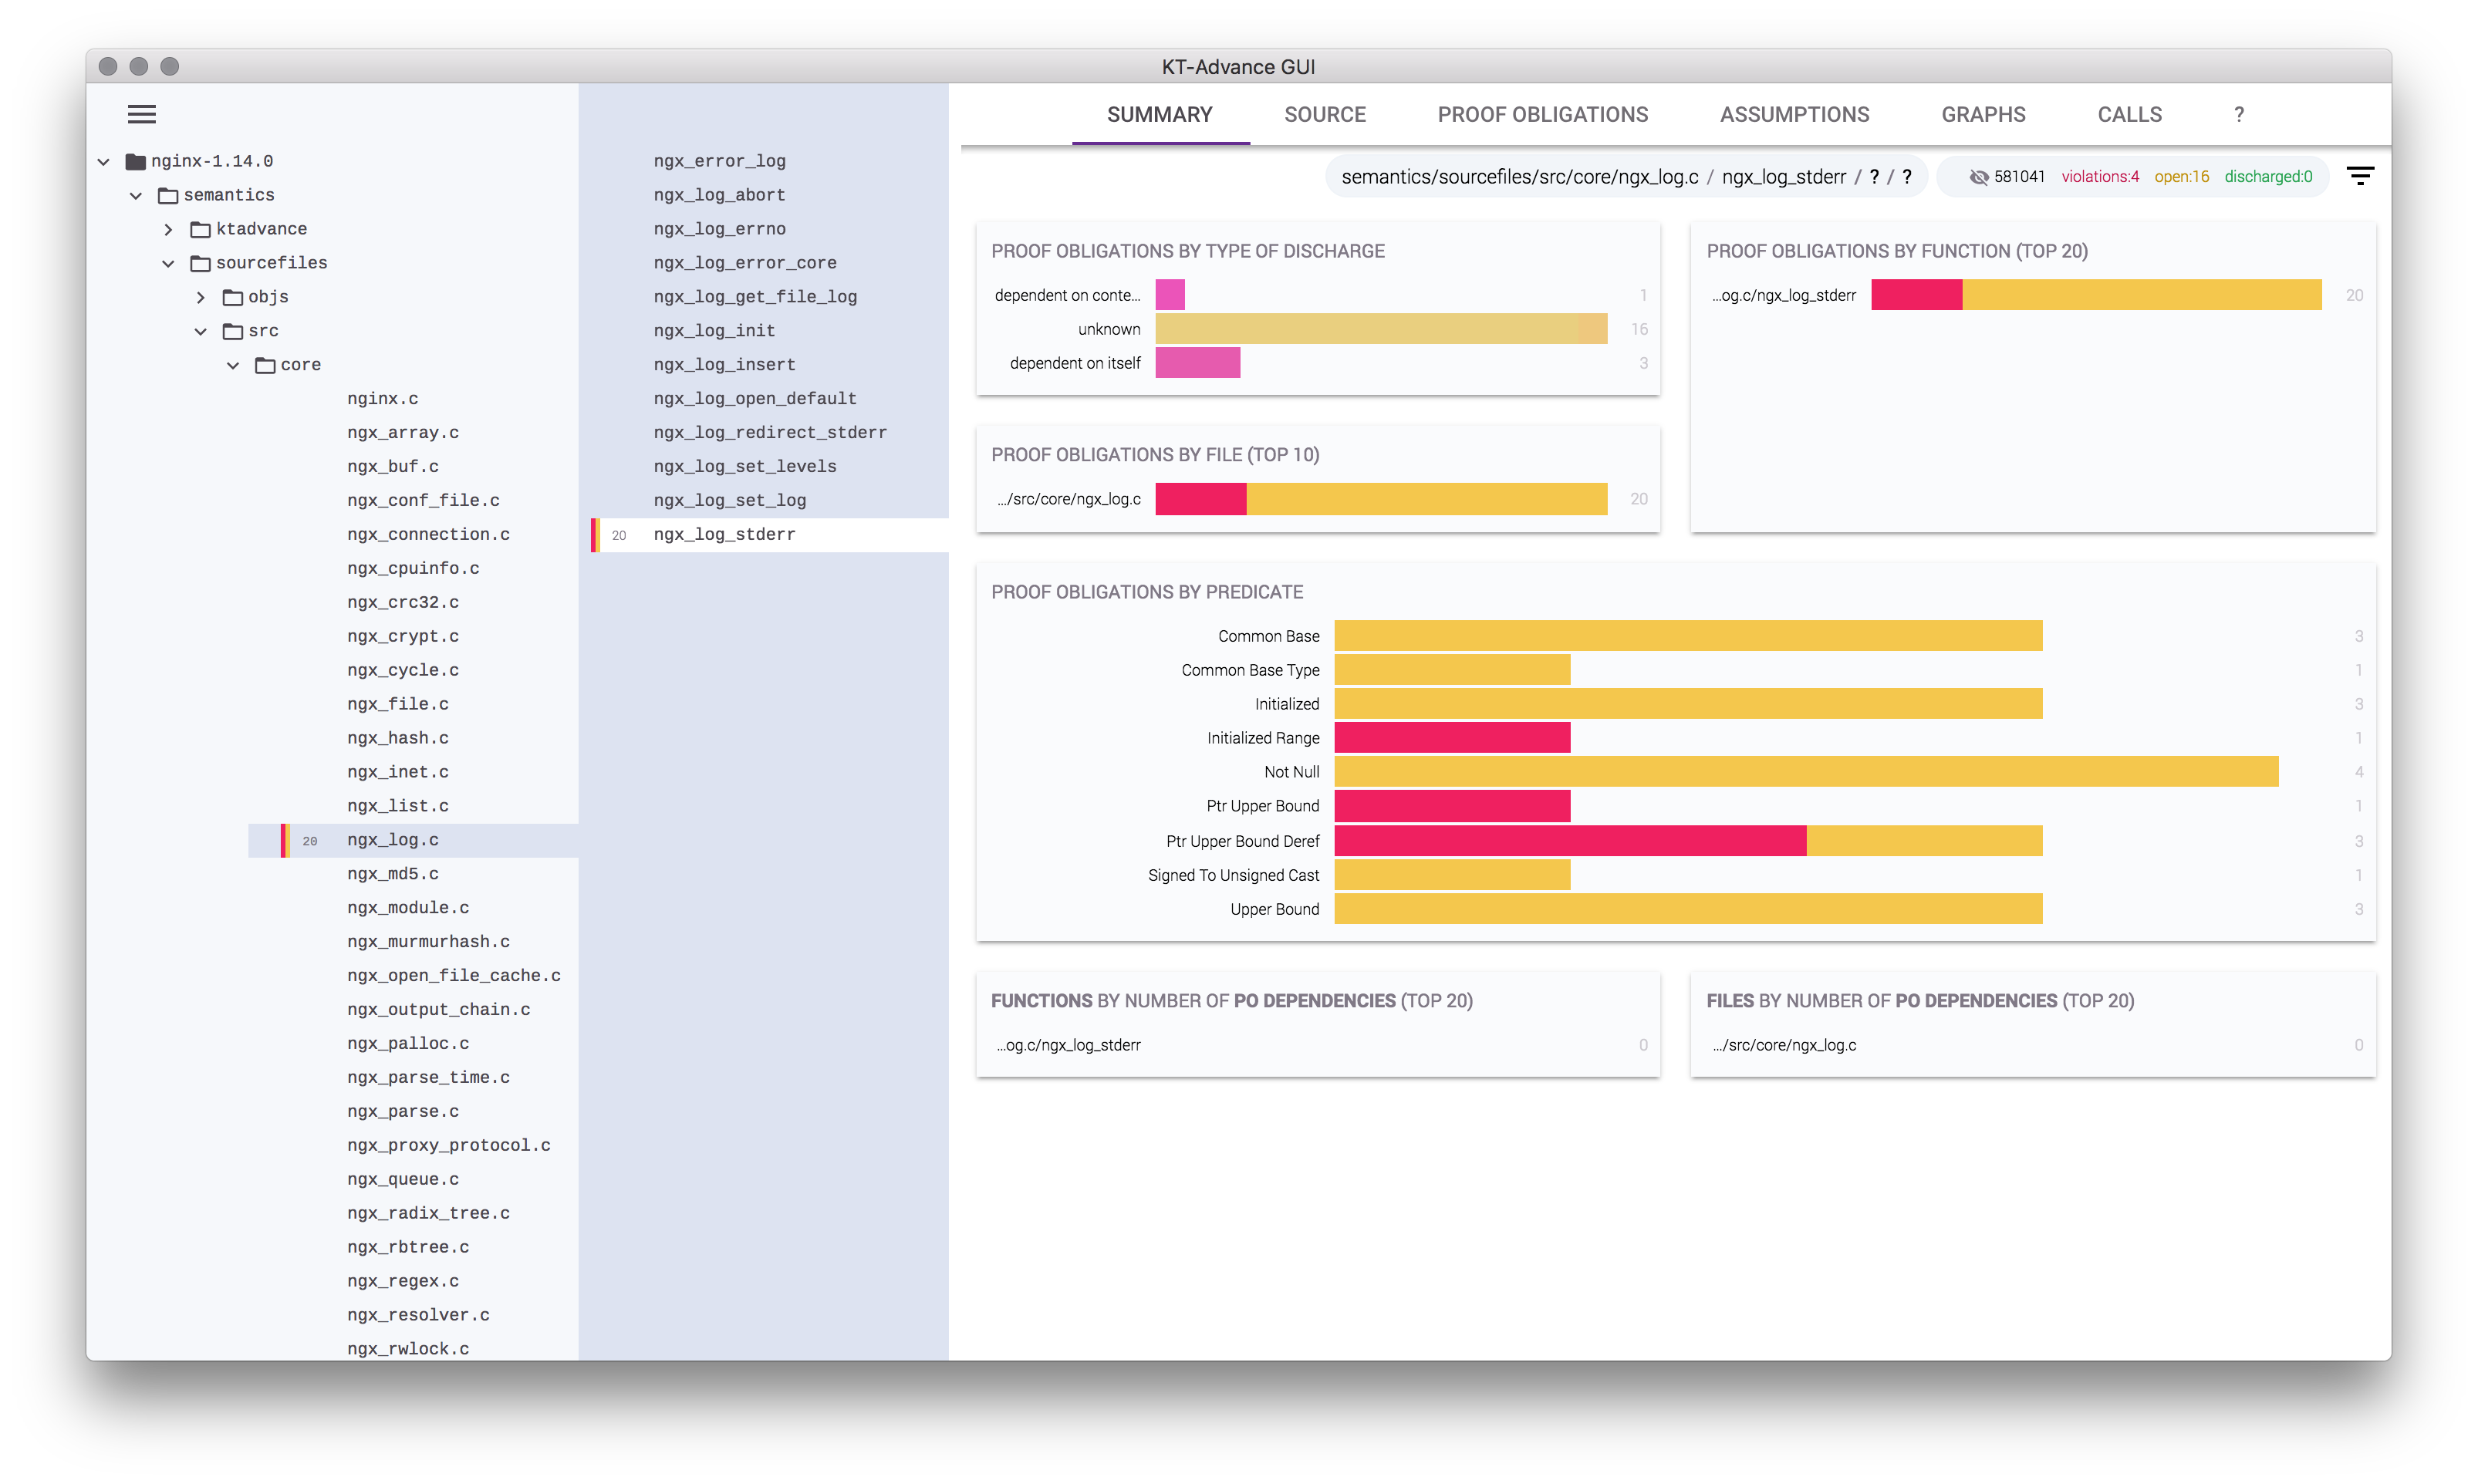 KT-Advance GUI
nginx-1.14.0
semantics
ktadvance
sourcefiles
objs
src
core
nginx.c
ngx_array.c
ngx_buf.c
ngx_conf_file.c
ngx_connection.c
ngx_cpuinfo.c
ngx_crc32.c
ngx_crypt.c
ngx_cycle.c
ngx_file.c
ngx_hash.c
ngx_inet.c
ngx_list.c
20 ngx_log.c
ngx_md5.c
ngx_module.c
ngx_murmurhash.c
ngx_open_file_cache.c
ngx_output_chain.c
ngx_palloc.c
ngx_parse_time.c
ngx_parse.c
ngx_proxy_protocol.c
ngx_queue.c
ngx_radix_tree.c
ngx_rbtree.c
ngx_regex.c
ngx_resolver.c
ngx_rwlock.c
ngx_error_log
ngx_log_abort
ngx_log_errno
ngx_log_error_core
ngx_log_get_file_log
ngx_log_init
ngx_log_insert
ngx_log_open_default
ngx_log_redirect_stderr
ngx_log_set_levels
ngx_log_set_log
20 ngx_log_stderr
SUMMARY SOURCE PROOF OBLIGATIONS ASSUMPTIONS GRAPHS CALLS ?
semantics/sourcefiles/src/core/ngx_log.c / ngx_log_stderr / ? / ? 581041 violations:4 open:16 discharged:0
PROOF OBLIGATIONS BY TYPE OF DISCHARGE
dependent on conte... 1
unknown 16
dependent on itself 3
PROOF OBLIGATIONS BY FUNCTION (TOP 20)
...og.c/ngx_log_stderr 20
PROOF OBLIGATIONS BY FILE (TOP 10)
.../src/core/ngx_log.c 20
PROOF OBLIGATIONS BY PREDICATE
Common Base 3
Common Base Type 1
Initialized 3
Initialized Range 1
Not Null 4
Ptr Upper Bound 1
Ptr Upper Bound Deref 3
Signed To Unsigned Cast 1
Upper Bound 3
FUNCTIONS BY NUMBER OF PO DEPENDENCIES (TOP 20)
...og.c/ngx_log_stderr 0
FILES BY NUMBER OF PO DEPENDENCIES (TOP 20)
.../src/core/ngx_log.c 0